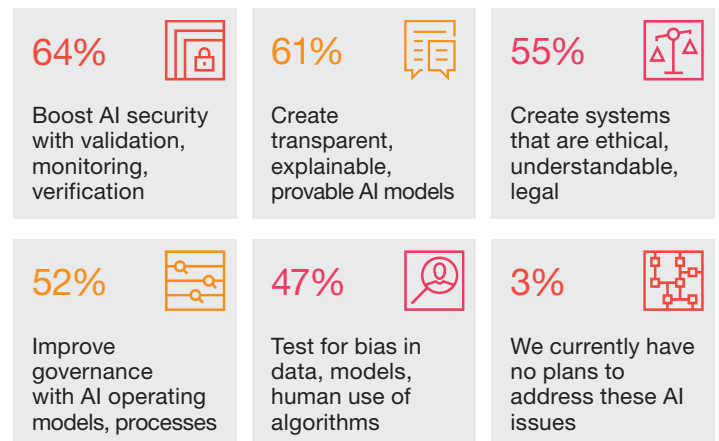 64%
Boost AI security
with validation,
monitoring,
verification
61%
Create
transparent,
explainable,
provable AI models
55%
Create systems
that are ethical,
understandable,
legal
52%
Improve
governance
with AI operating
models, processes
47%
Test for bias in
data, models,
human use of
algorithms
3%
We currently have
no plans to
address these AI
issues